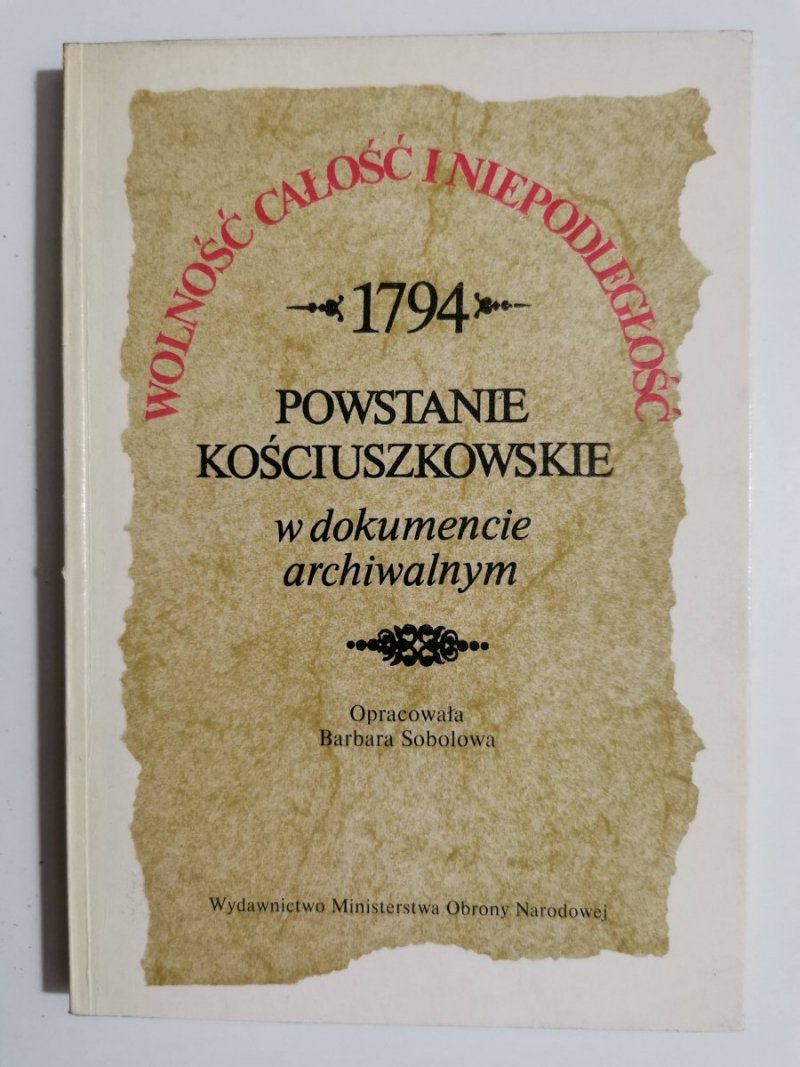 WOLNOŚĆ CAŁOŚĆ I NIEPODLEGŁOŚĆ
1794
POWSTANIE
KOŚCIUSZKOWSKIE
w dokumencie
archiwalnym
Opracowała
Barbara Sobolowa
Wydawnictwo Ministerstwa Obrony Narodowej